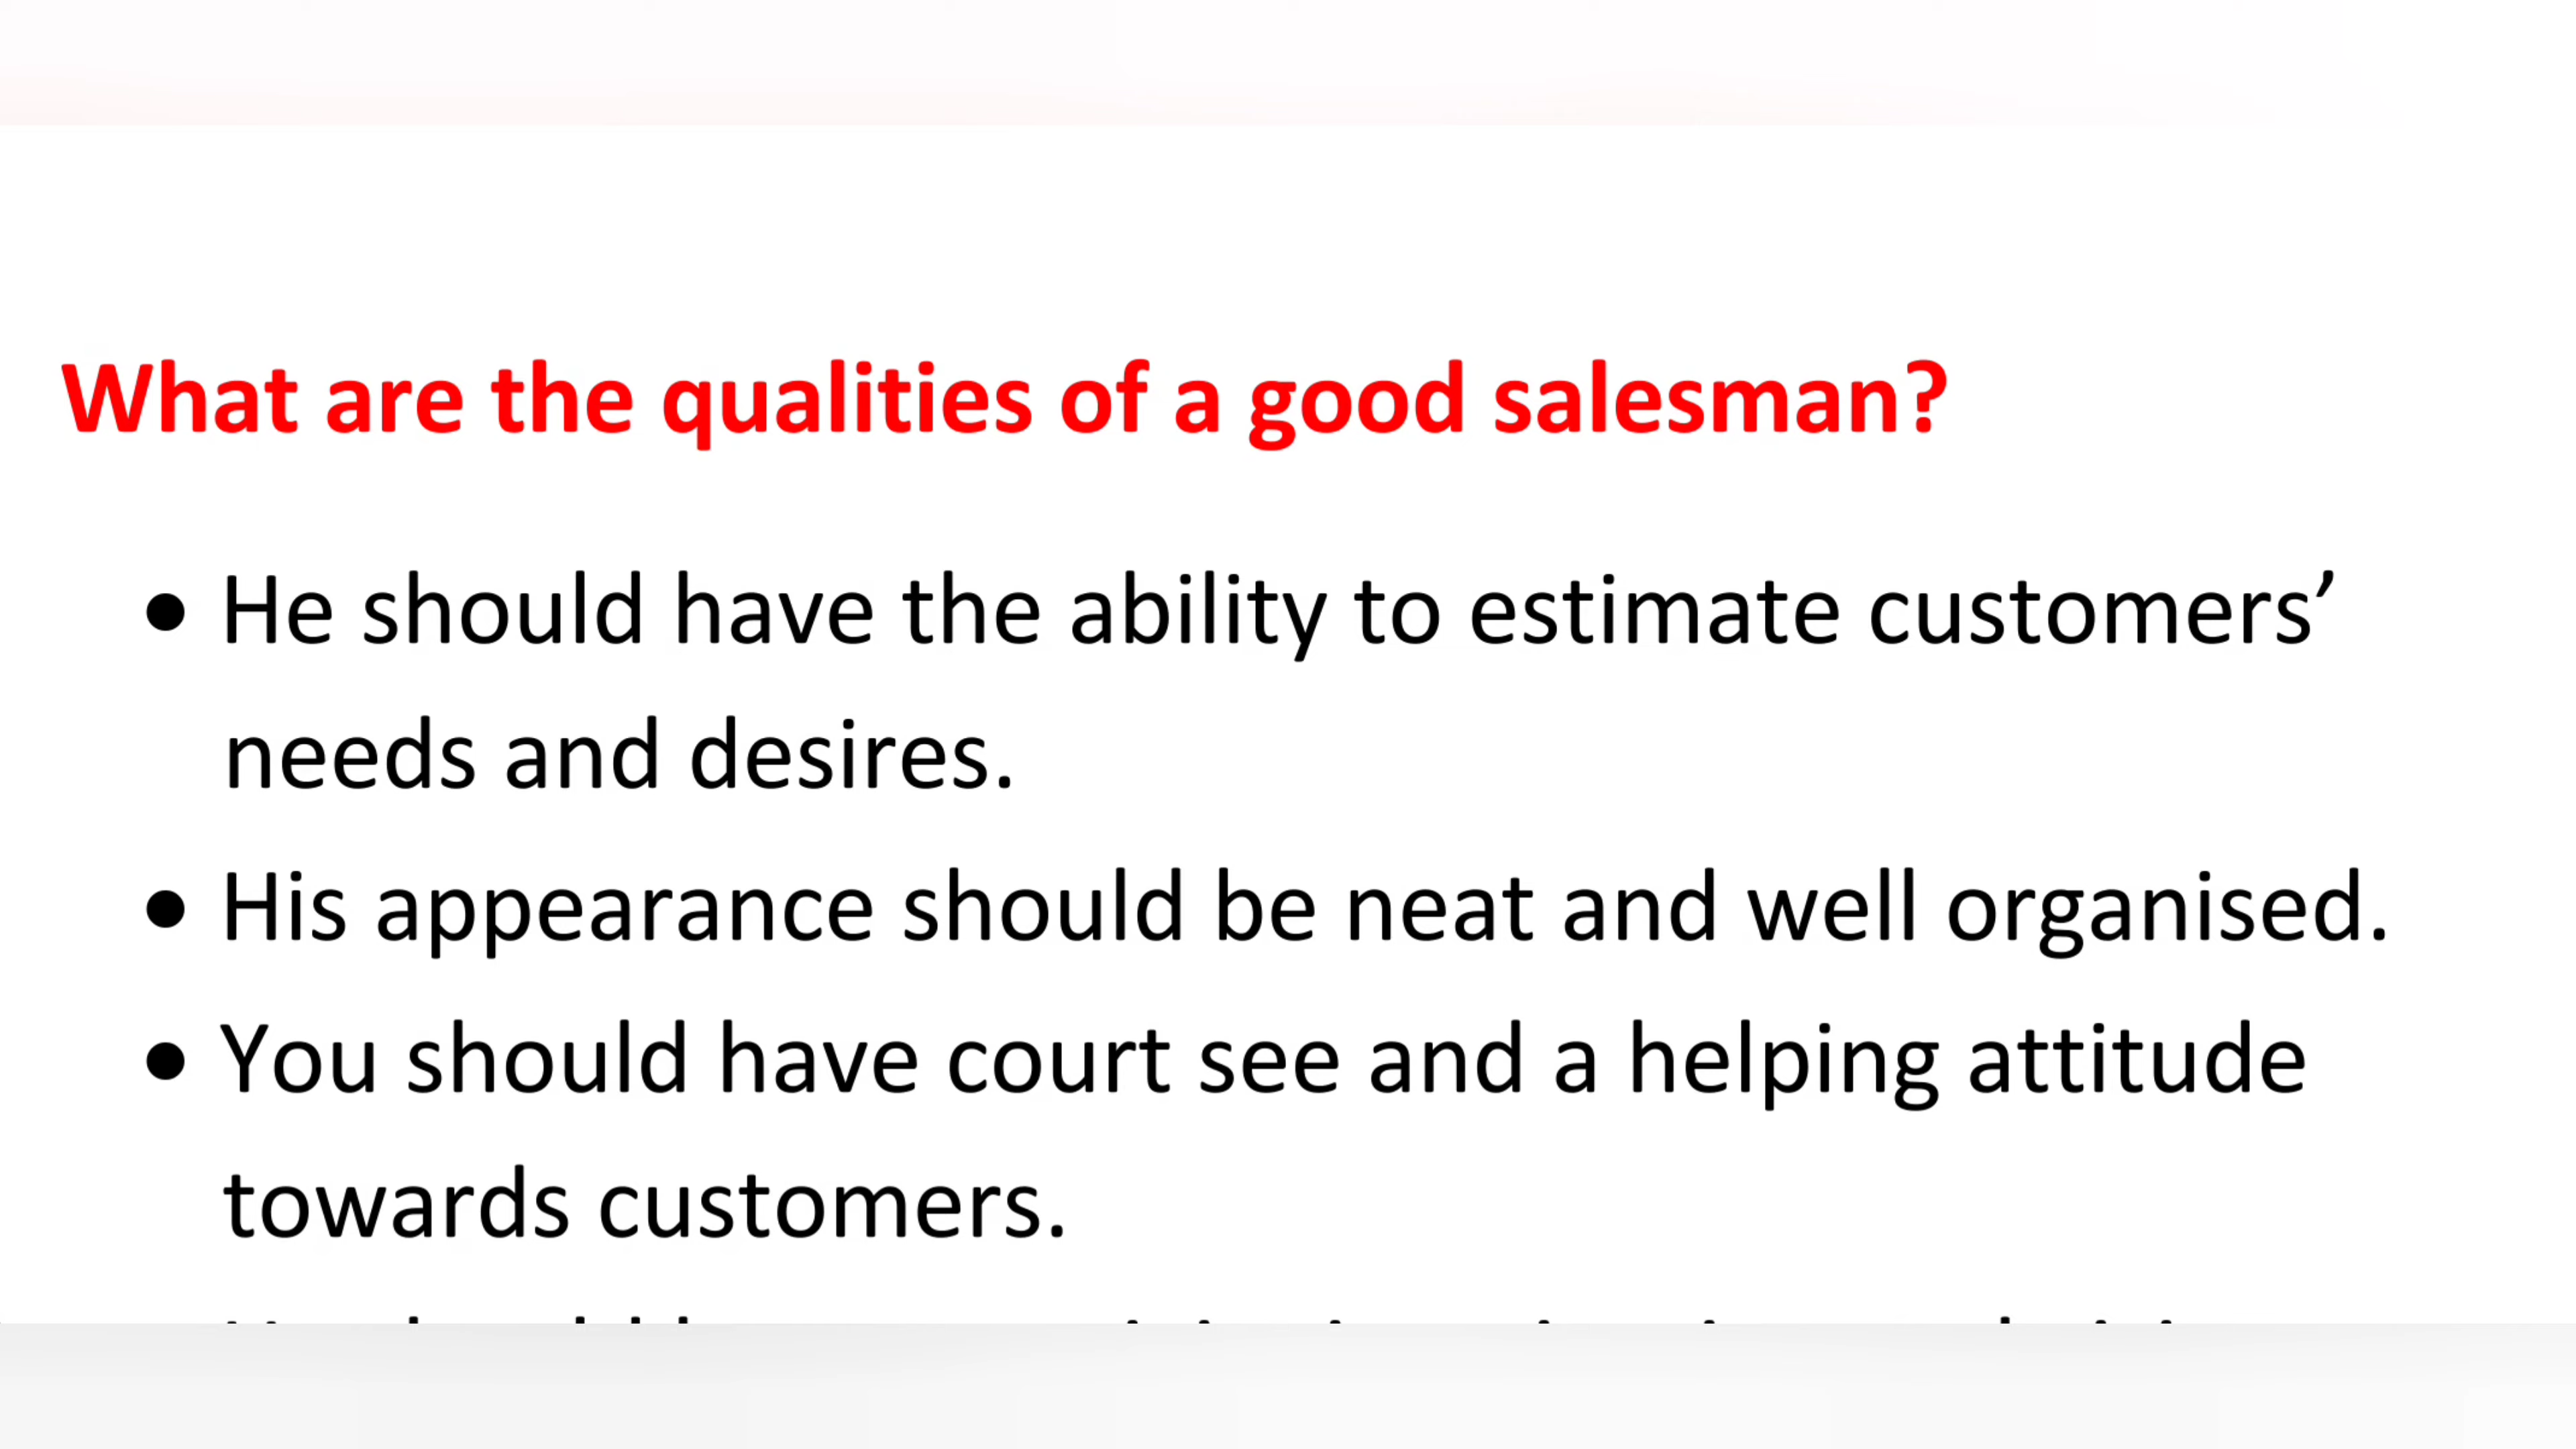 What are the qualities of a good salesman?
• He should have the ability to estimate customers’
needs and desires.
• His appearance should be neat and well organised.
• You should have court see and a helping attitude
towards customers.